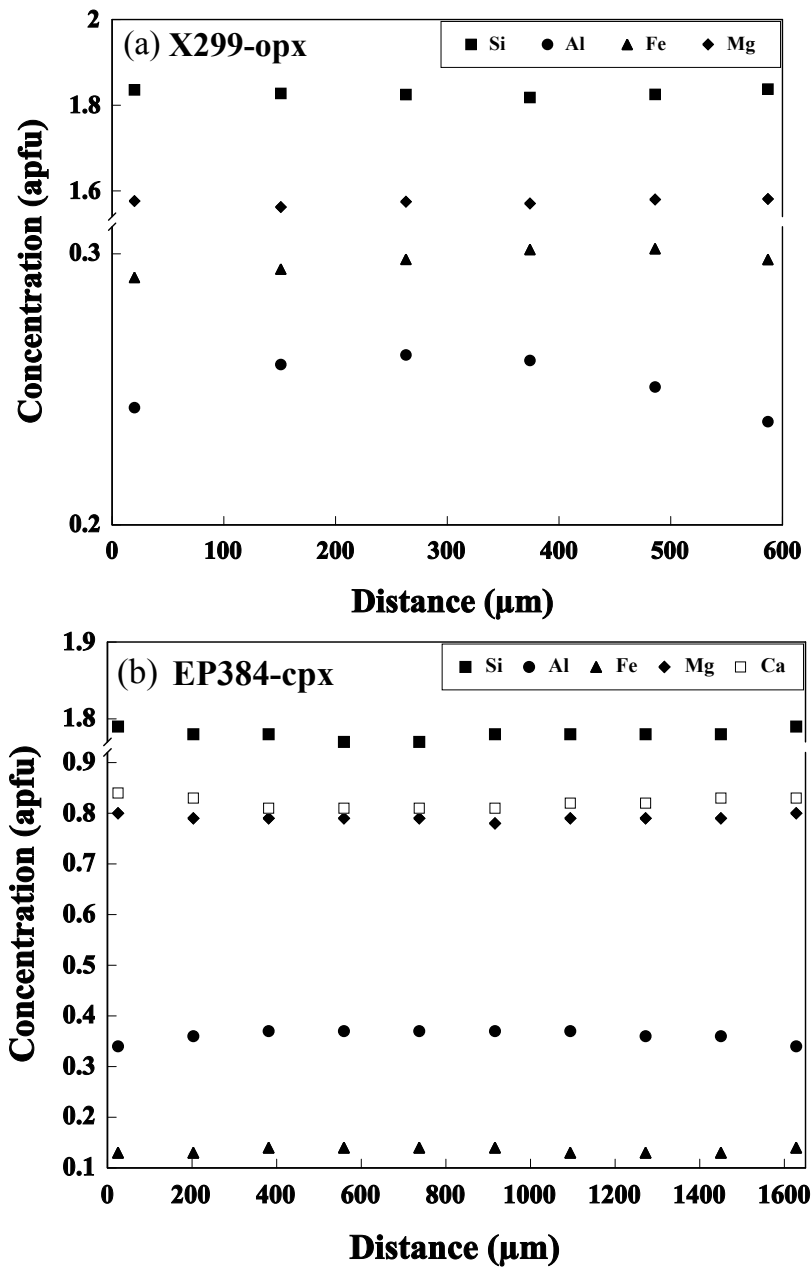 (a) X299-opx
Si Al Fe Mg
2
1.8
1.6
0.3
0.2
Concentration (apfu)
0 100 200 300 400 500 600
Distance (μm)
(b) EP384-cpx
Si Al Fe Mg Ca
1.9
1.8
0.9
0.8
0.7
0.6
0.5
0.4
0.3
0.2
0.1
Concentration (apfu)
0 200 400 600 800 1000 1200 1400 1600
Distance (μm)